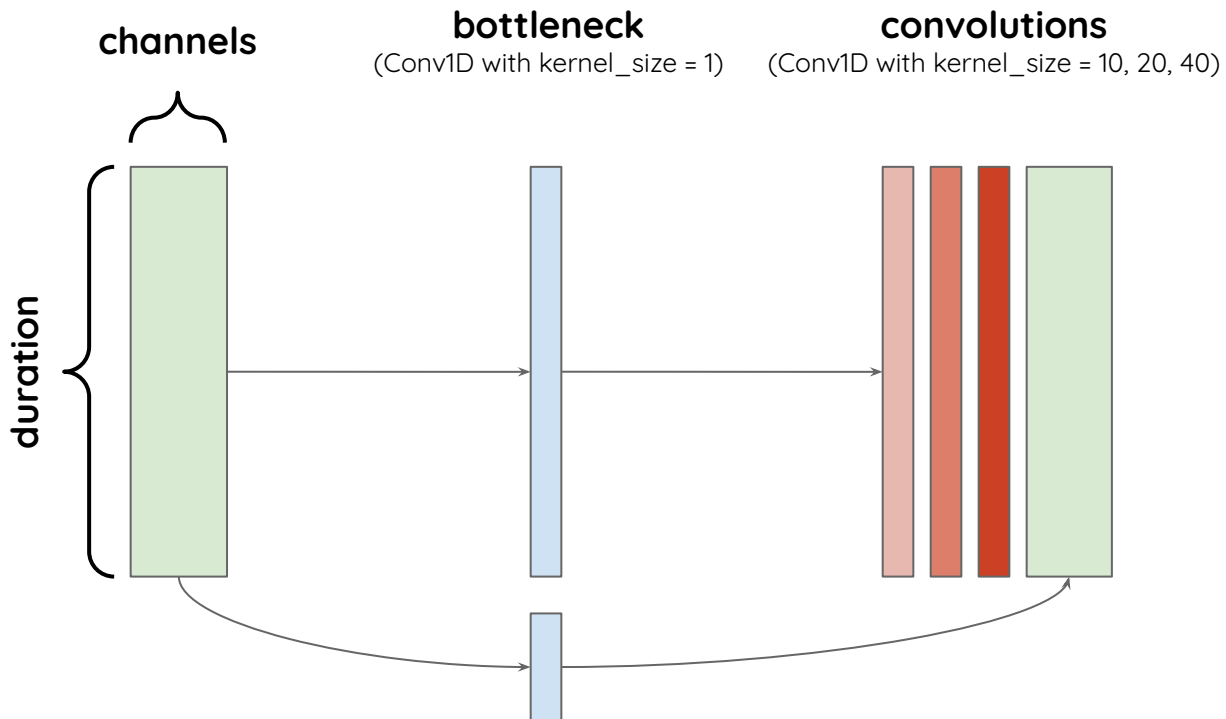 channels
bottleneck
(Conv1D with kernel_size = 1)
convolutions
(Conv1D with kernel_size = 10, 20, 40)
duration